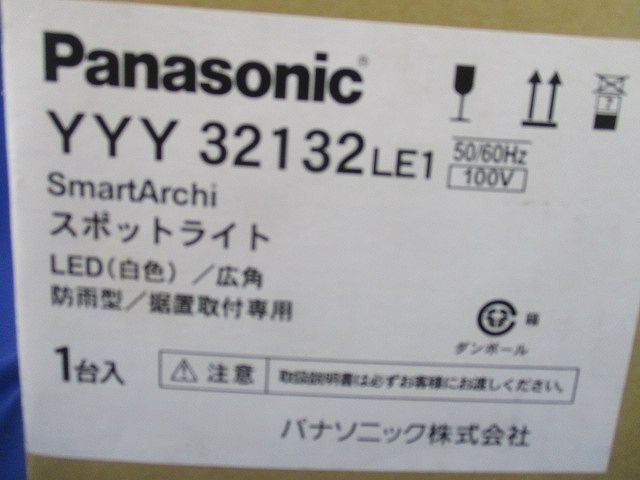 Panasonic®
YYY 32132 LE1 50/60Hz 100V
SmartArchi
スポットライト
LED(白色)/広角
防雨型/据置取付専用
ダンボール
1台入
⚠注意 取扱説明書は必ずお客様にお渡しください。
パナソニック株式会社